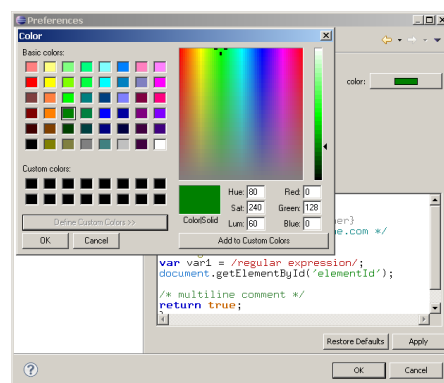 Preferences
Color
Basic colors:
color:
Custom colors:
Define Custom Colors >>
OK
Cancel
Color|Solid
Hue: 80
Sat: 240
Lum: 60
Red: 0
Green: 128
Blue: 0
Add to Custom Colors
e.com */
var var1 = /regular expression/;
document.getElementById('elementId');
/* multiline comment */
return true;
}
Restore Defaults
Apply
OK
Cancel